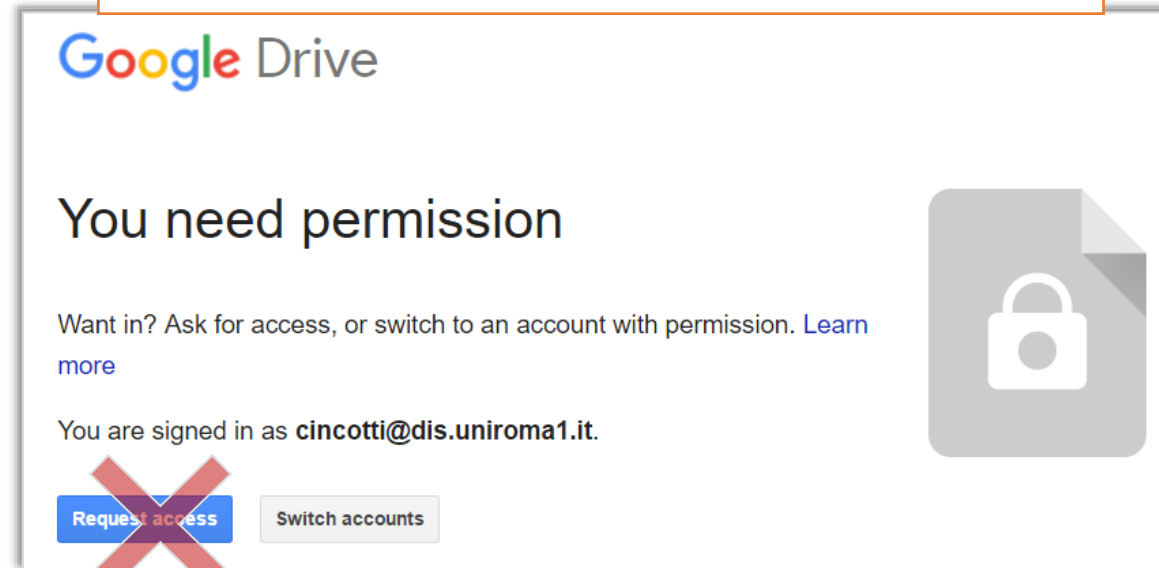 Google Drive
You need permission
Want in? Ask for access, or switch to an account with permission. Learn
more
You are signed in as cincotti@dis.uniroma1.it.
Request access
Switch accounts